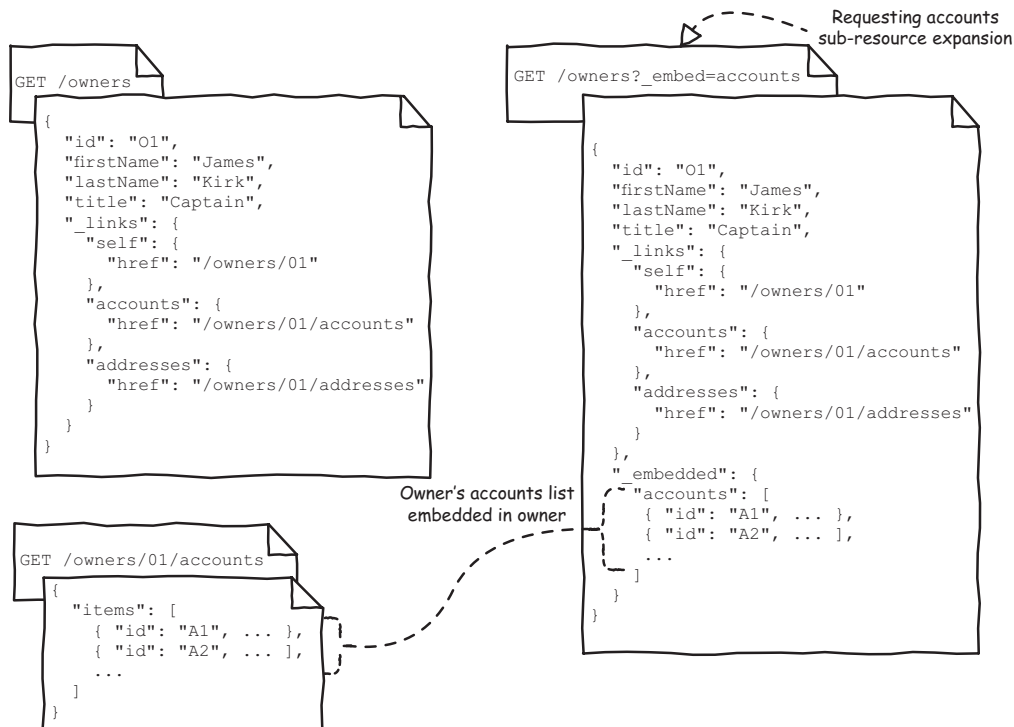 GET /owners
{
  "id": "O1",
  "firstName": "James",
  "lastName": "Kirk",
  "title": "Captain",
  "_links": {
    "self": {
      "href": "/owners/01"
    },
    "accounts": {
      "href": "/owners/01/accounts"
    },
    "addresses": {
      "href": "/owners/01/addresses"
    }
  }
}
Requesting accounts
sub-resource expansion
GET /owners?_embed=accounts
{
  "id": "O1",
  "firstName": "James",
  "lastName": "Kirk",
  "title": "Captain",
  "_links": {
    "self": {
      "href": "/owners/01"
    },
    "accounts": {
      "href": "/owners/01/accounts"
    },
    "addresses": {
      "href": "/owners/01/addresses"
    }
  },
  "_embedded": {
    "accounts": [
      { "id": "A1", ... },
      { "id": "A2", ... ],
      ...
    ]
  }
}
Owner's accounts list
embedded in owner
GET /owners/01/accounts
{
  "items": [
    { "id": "A1", ... },
    { "id": "A2", ... ],
    ...
  ]
}